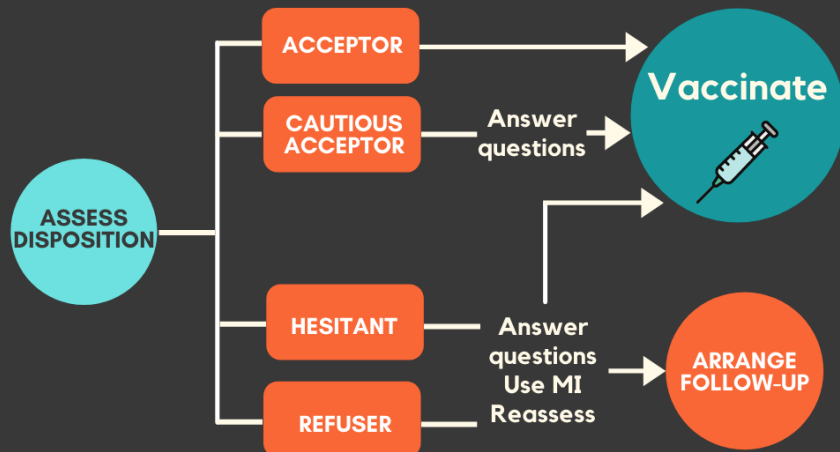 ASSESS
DISPOSITION
ACCEPTOR
CAUTIOUS
ACCEPTOR
Answer
questions
Vaccinate
HESITANT
REFUSER
Answer
questions
Use MI
Reassess
ARRANGE
FOLLOW-UP